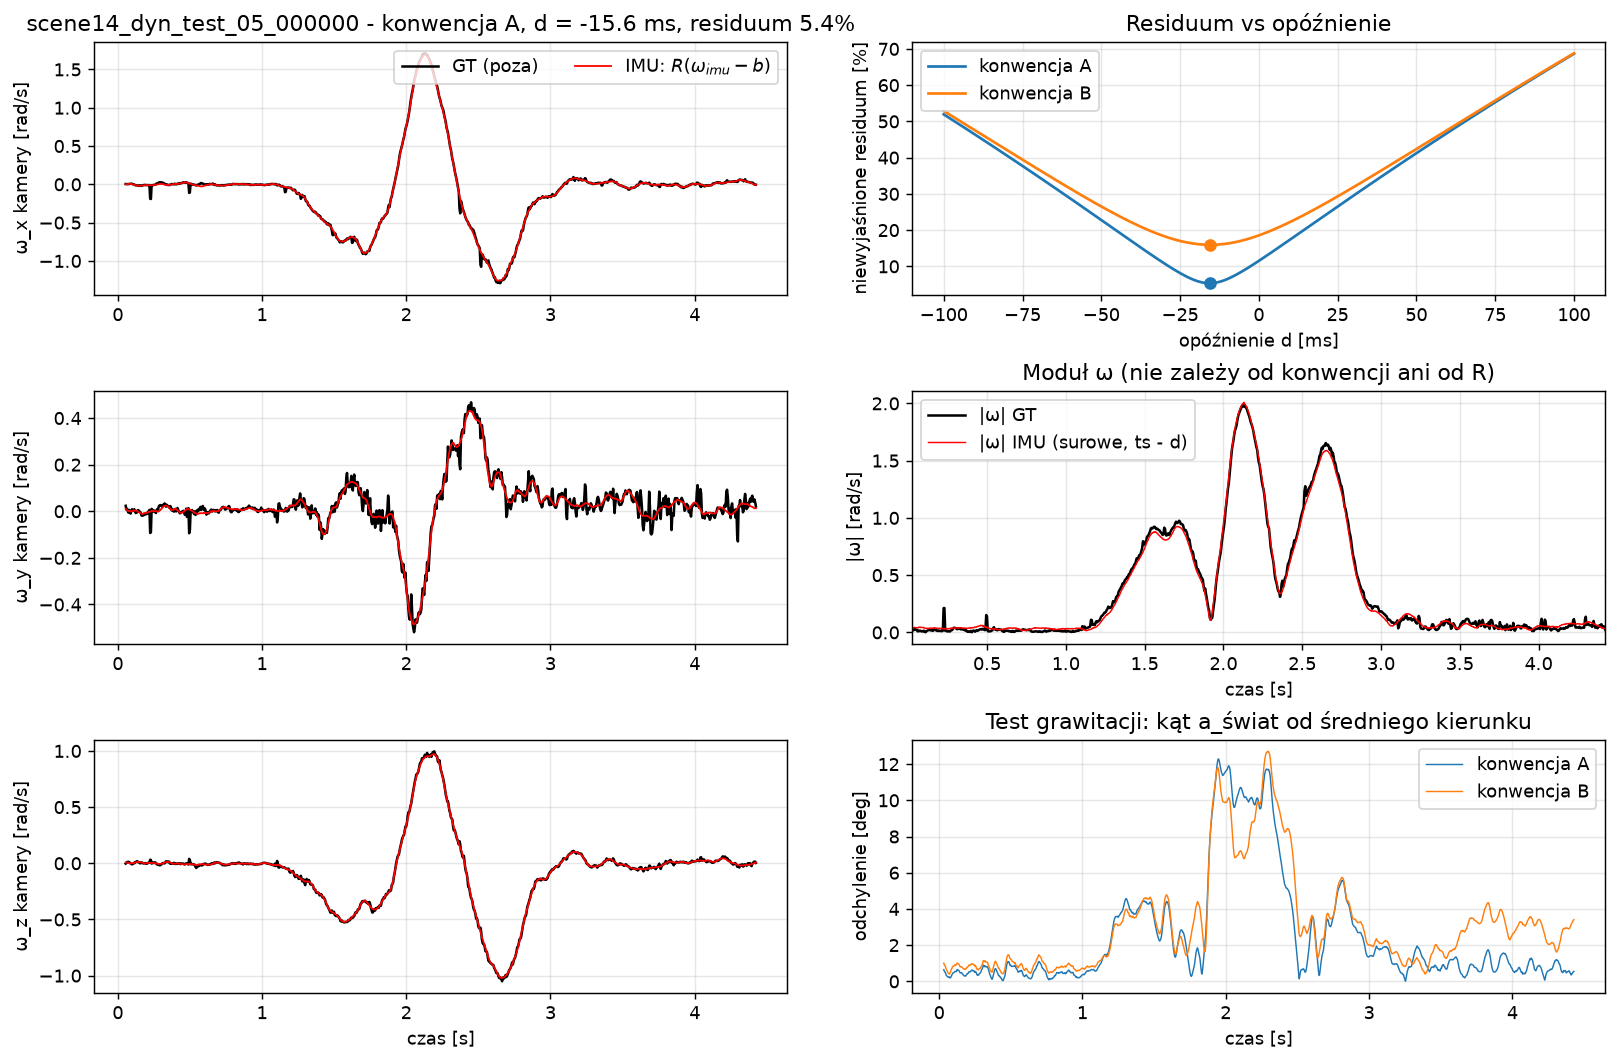 scene14_dyn_test_05_000000 - konwencja A, d = -15.6 ms, residuum 5.4%
GT (poza)
IMU: R(ω_imu − b)
ω_x kamery [rad/s]
1.5
1.0
0.5
0.0
−0.5
−1.0
0 1 2 3 4
Residuum vs opóźnienie
konwencja A
konwencja B
niewyjaśnione residuum [%]
70
60
50
40
30
20
10
−100 −75 −50 −25 0 25 50 75 100
opóźnienie d [ms]
ω_y kamery [rad/s]
0.4
0.2
0.0
−0.2
−0.4
0 1 2 3 4
Moduł ω (nie zależy od konwencji ani od R)
|ω| GT
|ω| IMU (surowe, ts - d)
|ω| [rad/s]
2.0
1.5
1.0
0.5
0.0
0.5 1.0 1.5 2.0 2.5 3.0 3.5 4.0
czas [s]
ω_z kamery [rad/s]
1.0
0.5
0.0
−0.5
−1.0
0 1 2 3 4
czas [s]
Test grawitacji: kąt a_świat od średniego kierunku
konwencja A
konwencja B
odchylenie [deg]
12
10
8
6
4
2
0
0 1 2 3 4
czas [s]